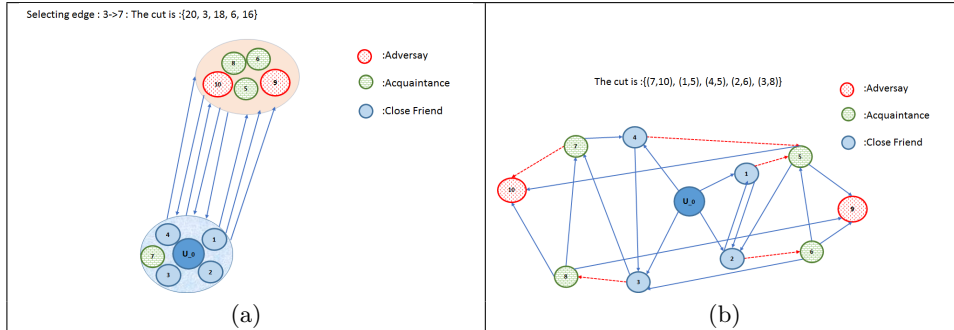 Selecting edge : 3->7 : The cut is :{20, 3, 18, 6, 16}
8
6
10
5
9
:Adversay
:Acquaintance
:Close Friend
4
1
7
U_0
3
2
(a)
The cut is :{(7,10), (1,5), (4,5), (2,6), (3,8)}
:Adversay
:Acquaintance
:Close Friend
4
7
5
1
10
U_0
9
6
2
8
3
(b)